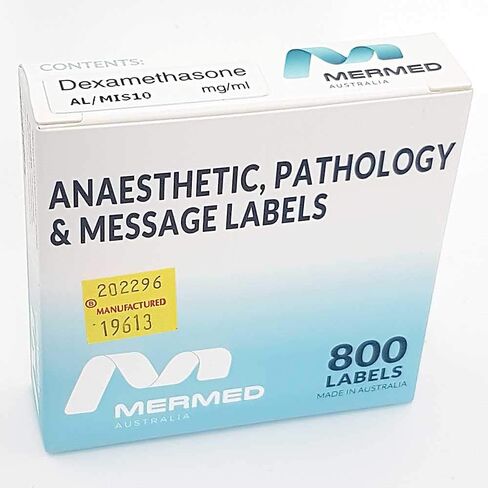 CONTENTS:
Dexamethasone
AL/MIS10 mg/ml
MERMED
AUSTRALIA
ANAESTHETIC, PATHOLOGY
& MESSAGE LABELS
202296
MANUFACTURED
19613
MERMED
AUSTRALIA
800
LABELS
MADE IN AUSTRALIA